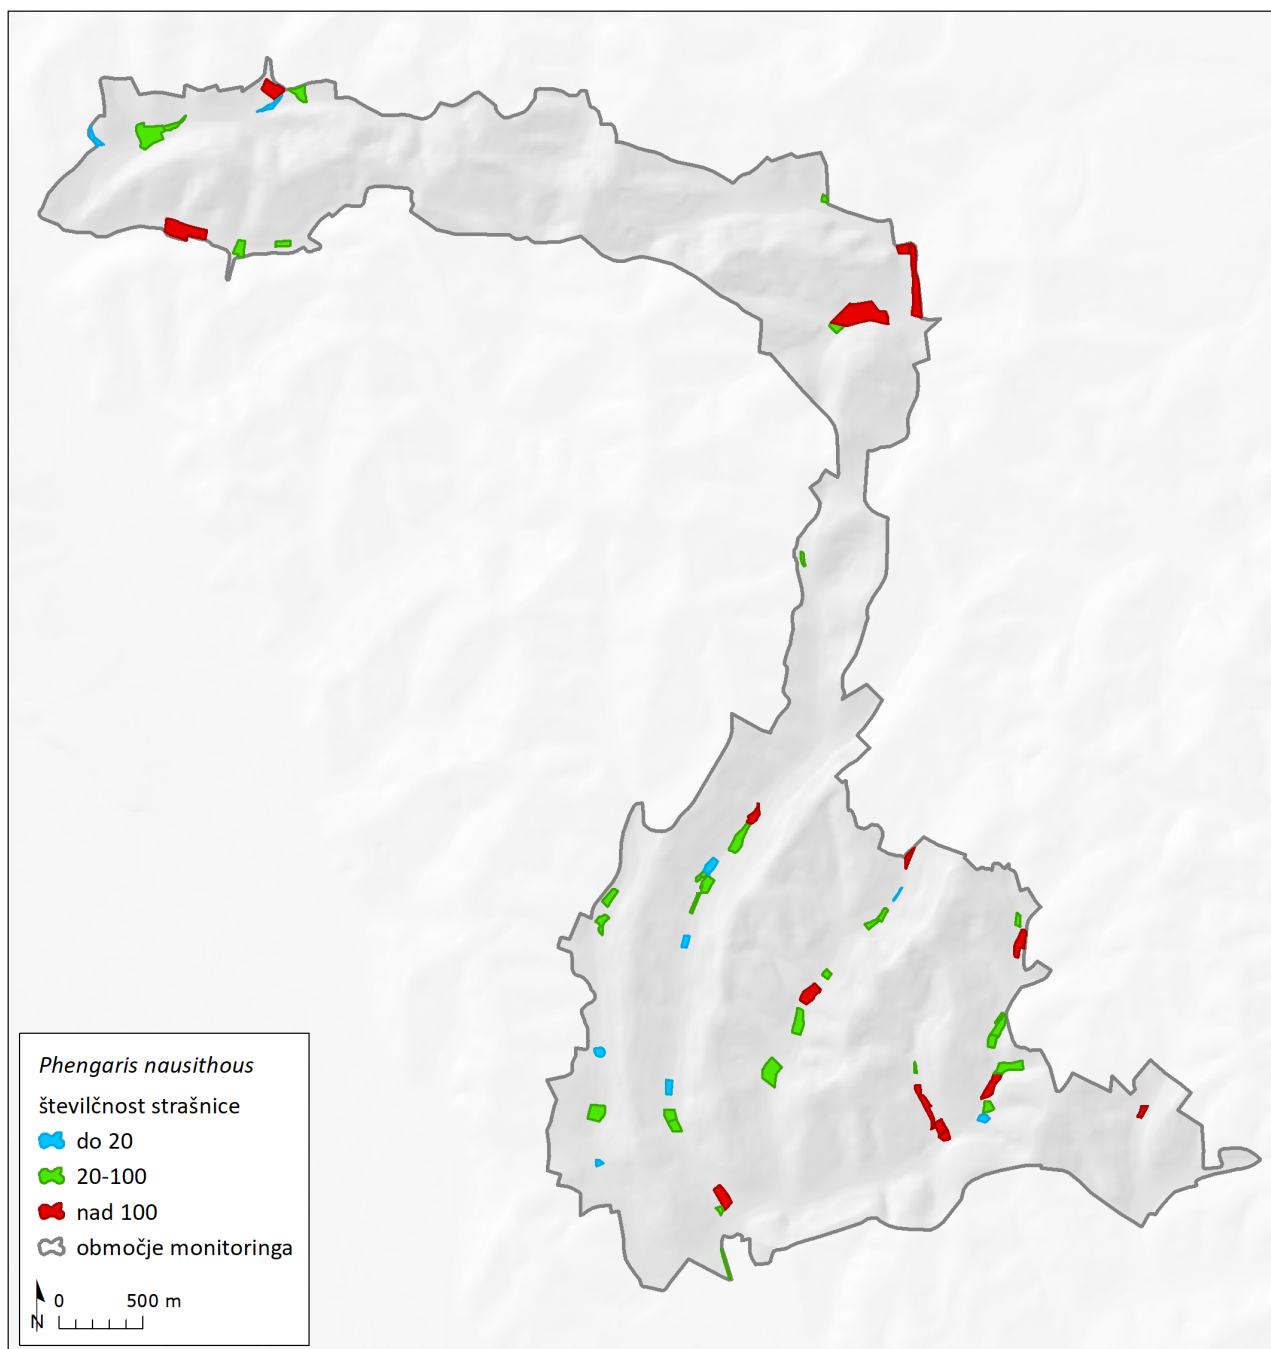 Phengaris nausithous
številčnost strašnice
do 20
20-100
nad 100
območje monitoringa
N 0 500 m